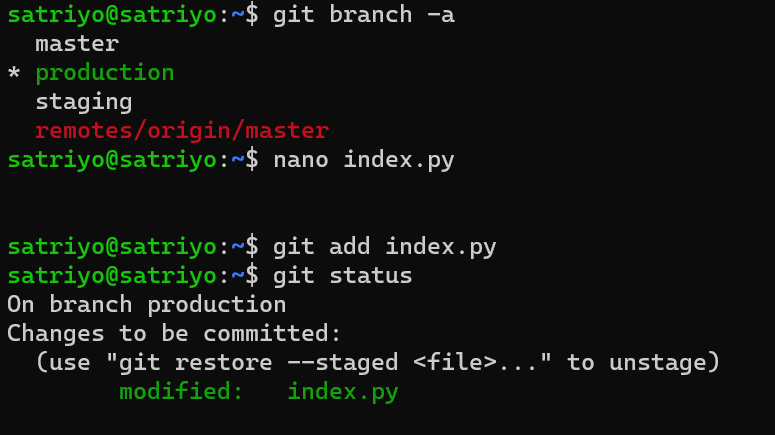 satriyo@satriyo:~$ git branch -a
  master
* production
  staging
  remotes/origin/master
satriyo@satriyo:~$ nano index.py
satriyo@satriyo:~$ git add index.py
satriyo@satriyo:~$ git status
On branch production
Changes to be committed:
  (use "git restore --staged <file>..." to unstage)
        modified:   index.py